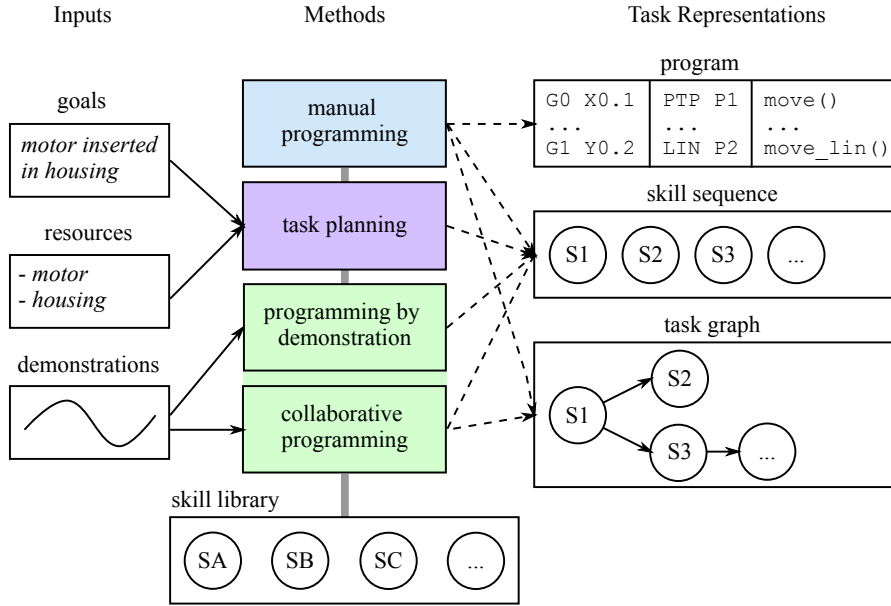 Inputs
Methods
Task Representations
goals
motor inserted
in housing
resources
- motor
- housing
demonstrations
manual
programming
task planning
programming by
demonstration
collaborative
programming
skill library
SA
SB
SC
...
program
G0 X0.1
...
G1 Y0.2
PTP P1
...
LIN P2
move()
...
move_lin()
skill sequence
S1
S2
S3
...
task graph
S1
S2
S3
...